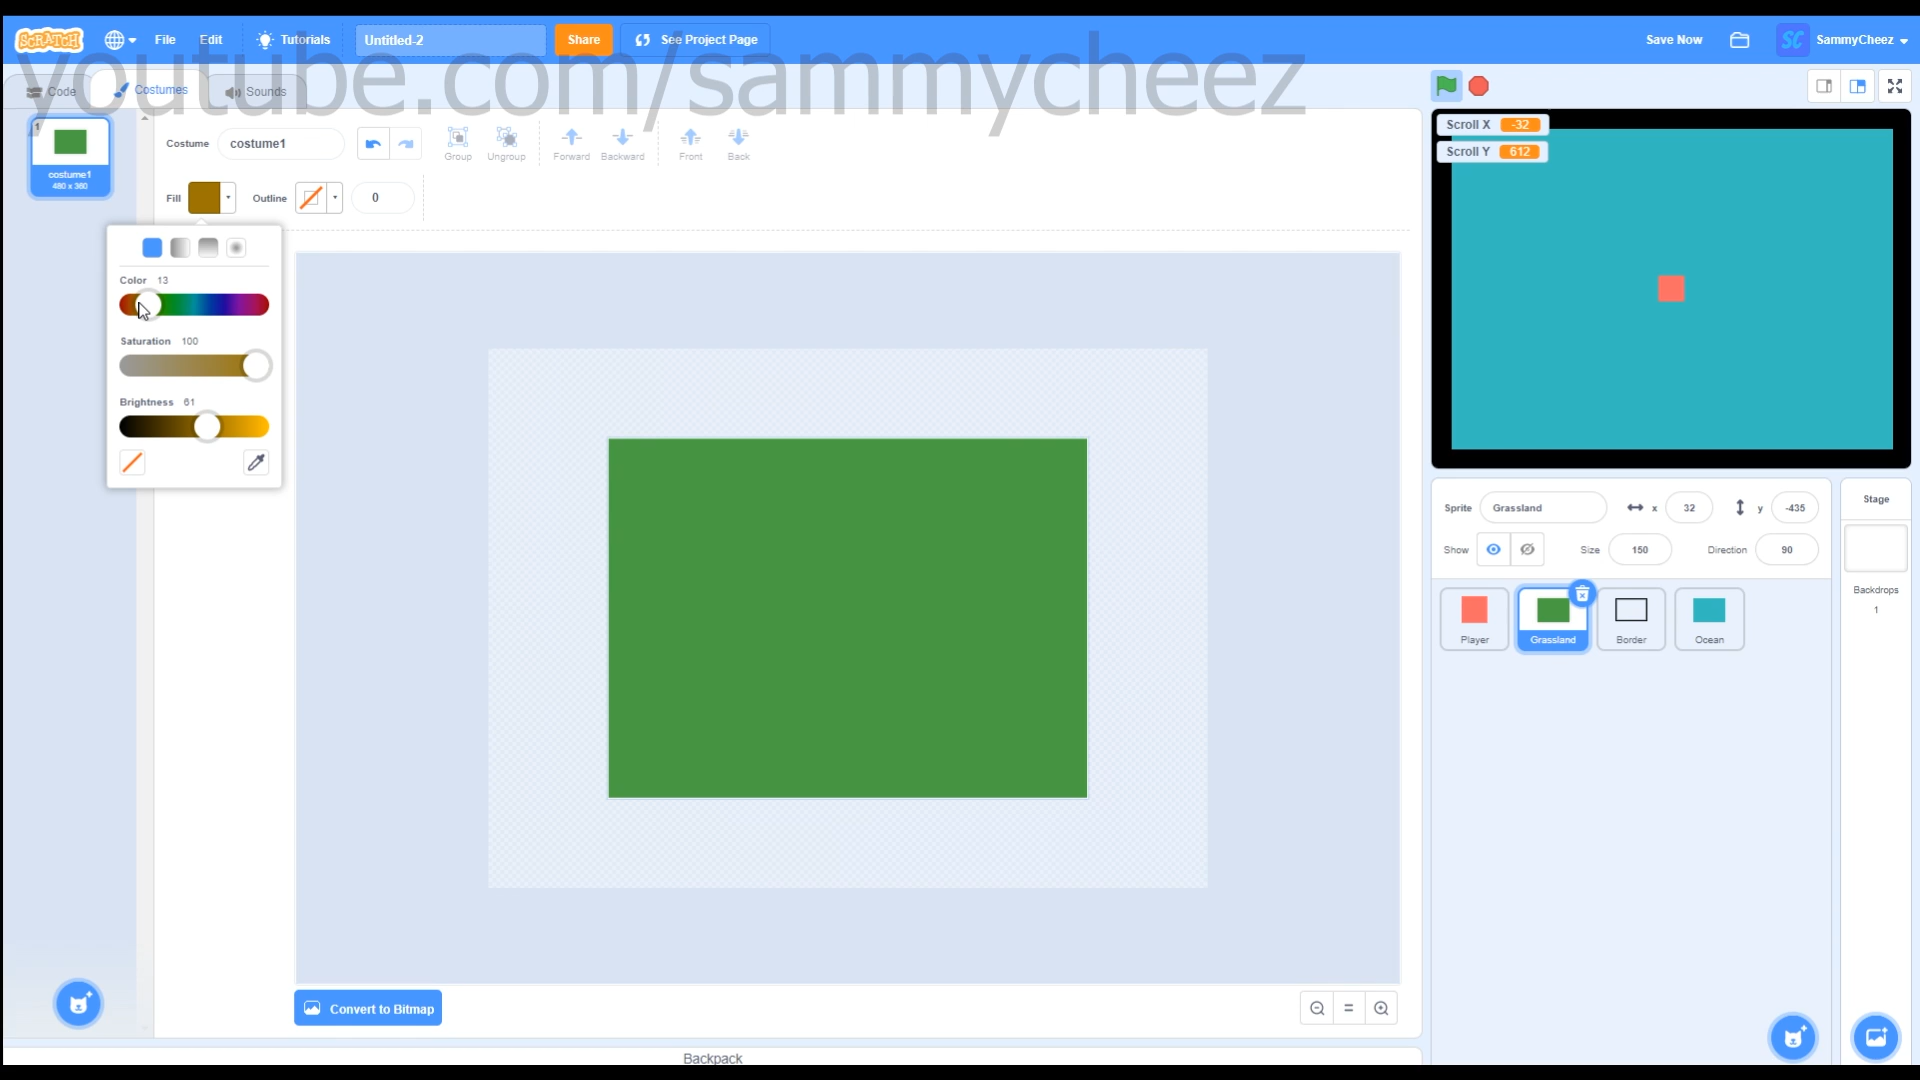 SCRATCH File Edit Tutorials Untitled-2 Share See Project Page Save Now SC SammyCheez
youtube.com/sammycheez
Code Costumes Sounds
1
costume1
480 x 360
Costume costume1 Group Ungroup Forward Backward Front Back
Fill Outline 0
Color 13
Saturation 100
Brightness 61
Convert to Bitmap
Backpack
Scroll X -32
Scroll Y 612
Sprite Grassland x 32 y -435
Show Size 150 Direction 90
Player Grassland Border Ocean
Stage
Backdrops
1